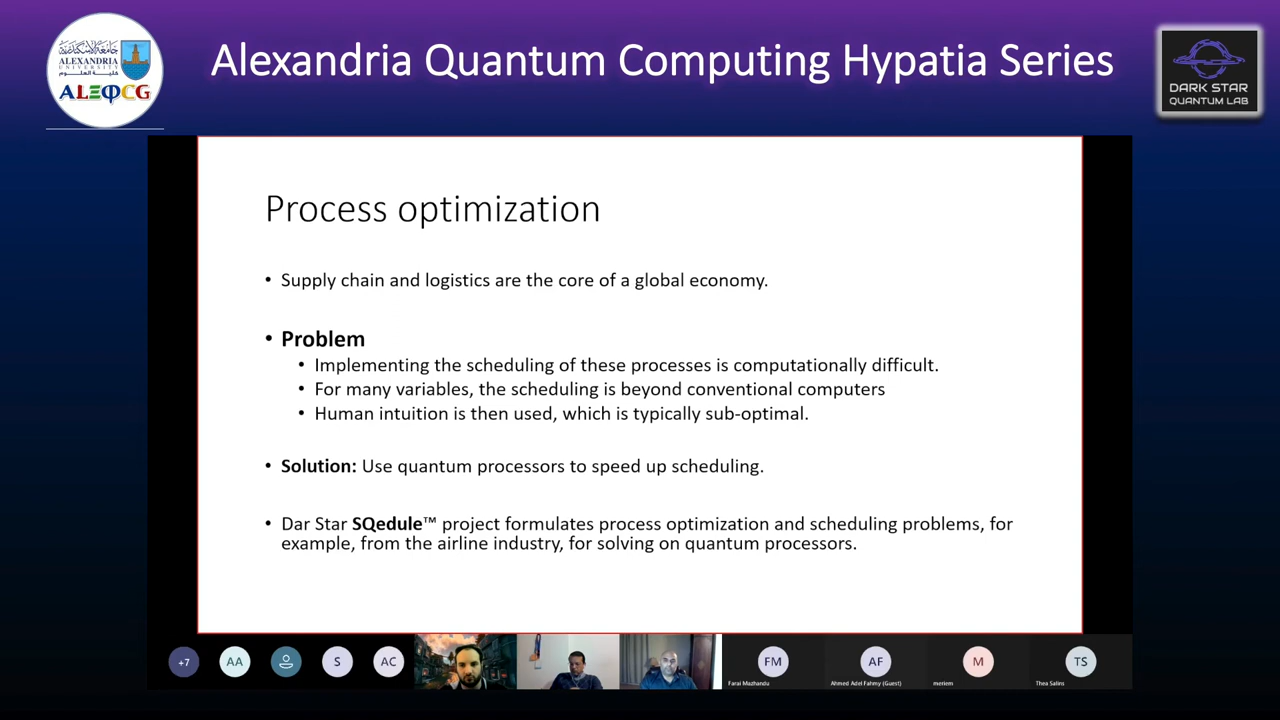 جامعة الإسكندرية
ALEXANDRIA
UNIVERSITY
كلية العلوم
ALEΦCG
Alexandria Quantum Computing Hypatia Series
DARK STAR
QUANTUM LAB
Process optimization
• Supply chain and logistics are the core of a global economy.
• Problem
• Implementing the scheduling of these processes is computationally difficult.
• For many variables, the scheduling is beyond conventional computers
• Human intuition is then used, which is typically sub-optimal.
• Solution: Use quantum processors to speed up scheduling.
• Dar Star SQedule™ project formulates process optimization and scheduling problems, for
example, from the airline industry, for solving on quantum processors.
+7
AA
S
AC
FM
AF
M
TS
Farai Mazhandu
Ahmed Adel Fahmy (Guest)
meriem
Thea Salins